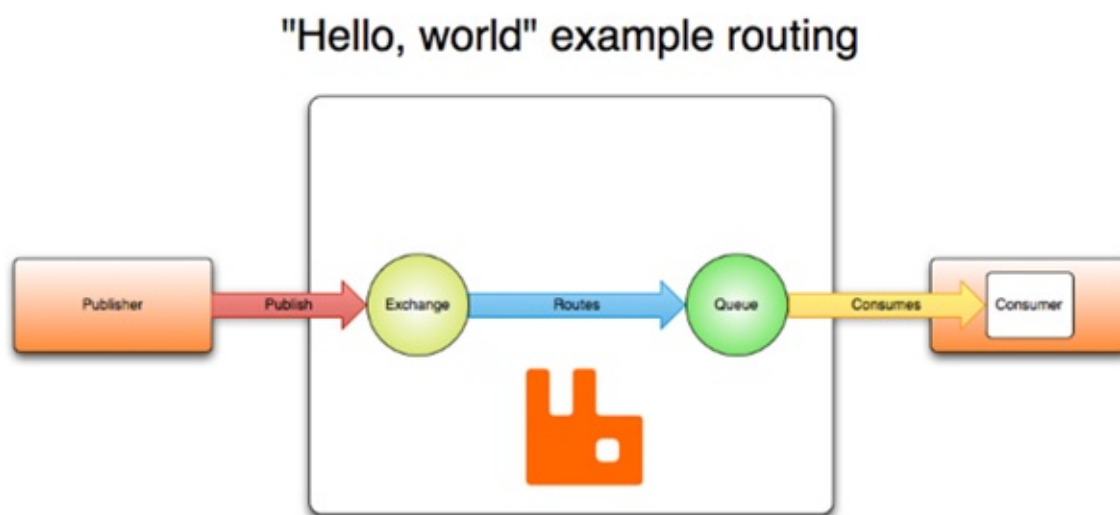 "Hello, world" example routing
Publisher
Publish
Exchange
Routes
Queue
Consumes
Consumer